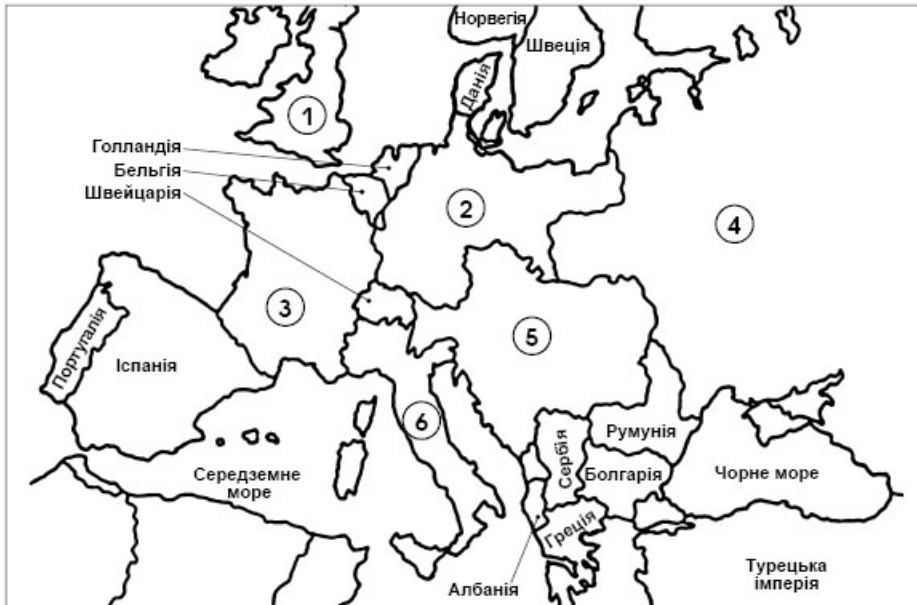 Норвегія
Швеція
Данія
1
Голландія
Бельгія
Швейцарія
2
4
3
5
Португалія
Іспанія
6
Сербія
Румунія
Болгарія
Чорне море
Середземне
море
Греція
Албанія
Турецька
імперія